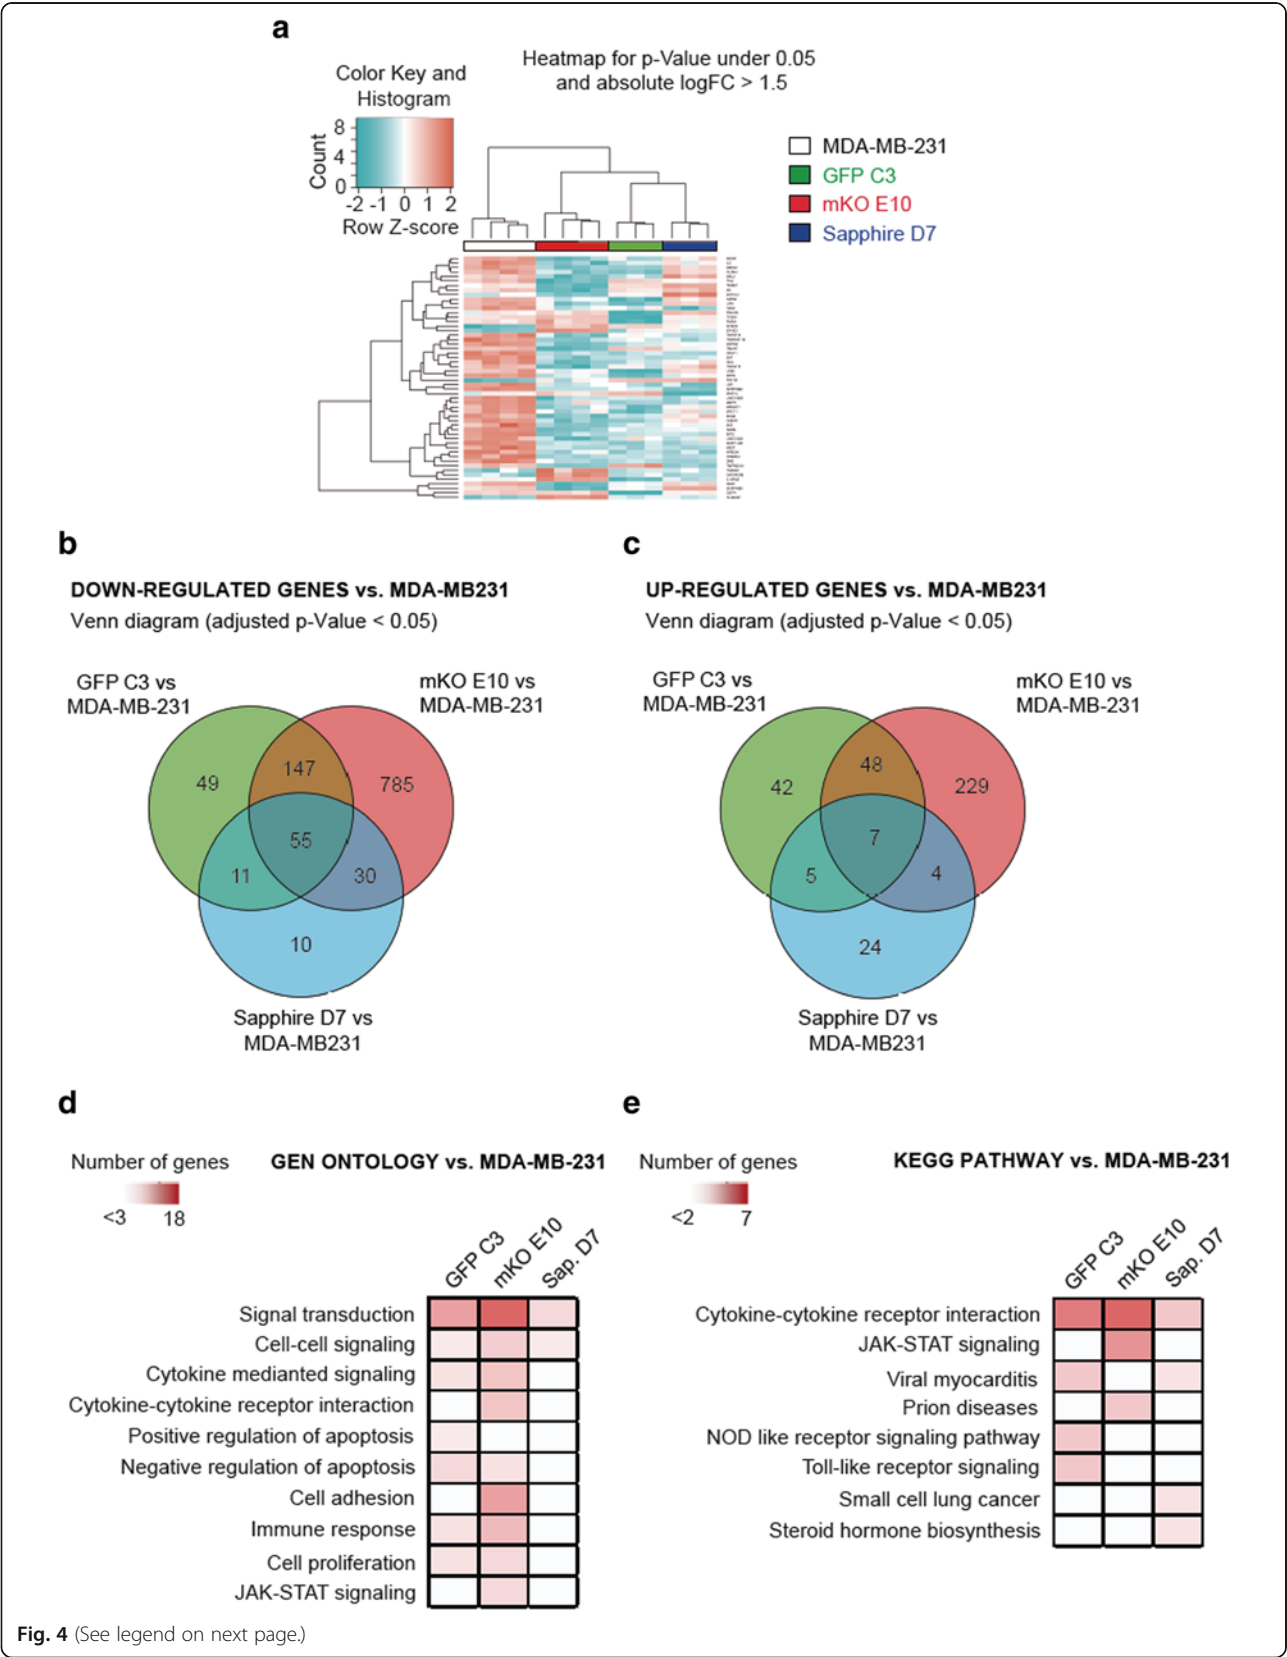 a
Heatmap for p-Value under 0.05
and absolute logFC > 1.5
Color Key and
Histogram
Count
8
4
0
-2 -1 0 1 2
Row Z-score
MDA-MB-231
GFP C3
mKO E10
Sapphire D7
b
DOWN-REGULATED GENES vs. MDA-MB231
Venn diagram (adjusted p-Value < 0.05)
GFP C3 vs
MDA-MB-231
mKO E10 vs
MDA-MB-231
49
147
785
55
11
30
10
Sapphire D7 vs
MDA-MB231
c
UP-REGULATED GENES vs. MDA-MB231
Venn diagram (adjusted p-Value < 0.05)
GFP C3 vs
MDA-MB-231
mKO E10 vs
MDA-MB-231
42
48
229
7
5
4
24
Sapphire D7 vs
MDA-MB231
d
Number of genes
<3 18
GEN ONTOLOGY vs. MDA-MB-231
GFP C3
mKO E10
Sap. D7
Signal transduction
Cell-cell signaling
Cytokine medianted signaling
Cytokine-cytokine receptor interaction
Positive regulation of apoptosis
Negative regulation of apoptosis
Cell adhesion
Immune response
Cell proliferation
JAK-STAT signaling
e
Number of genes
<2 7
KEGG PATHWAY vs. MDA-MB-231
GFP C3
mKO E10
Sap. D7
Cytokine-cytokine receptor interaction
JAK-STAT signaling
Viral myocarditis
Prion diseases
NOD like receptor signaling pathway
Toll-like receptor signaling
Small cell lung cancer
Steroid hormone biosynthesis
Fig. 4 (See legend on next page.)